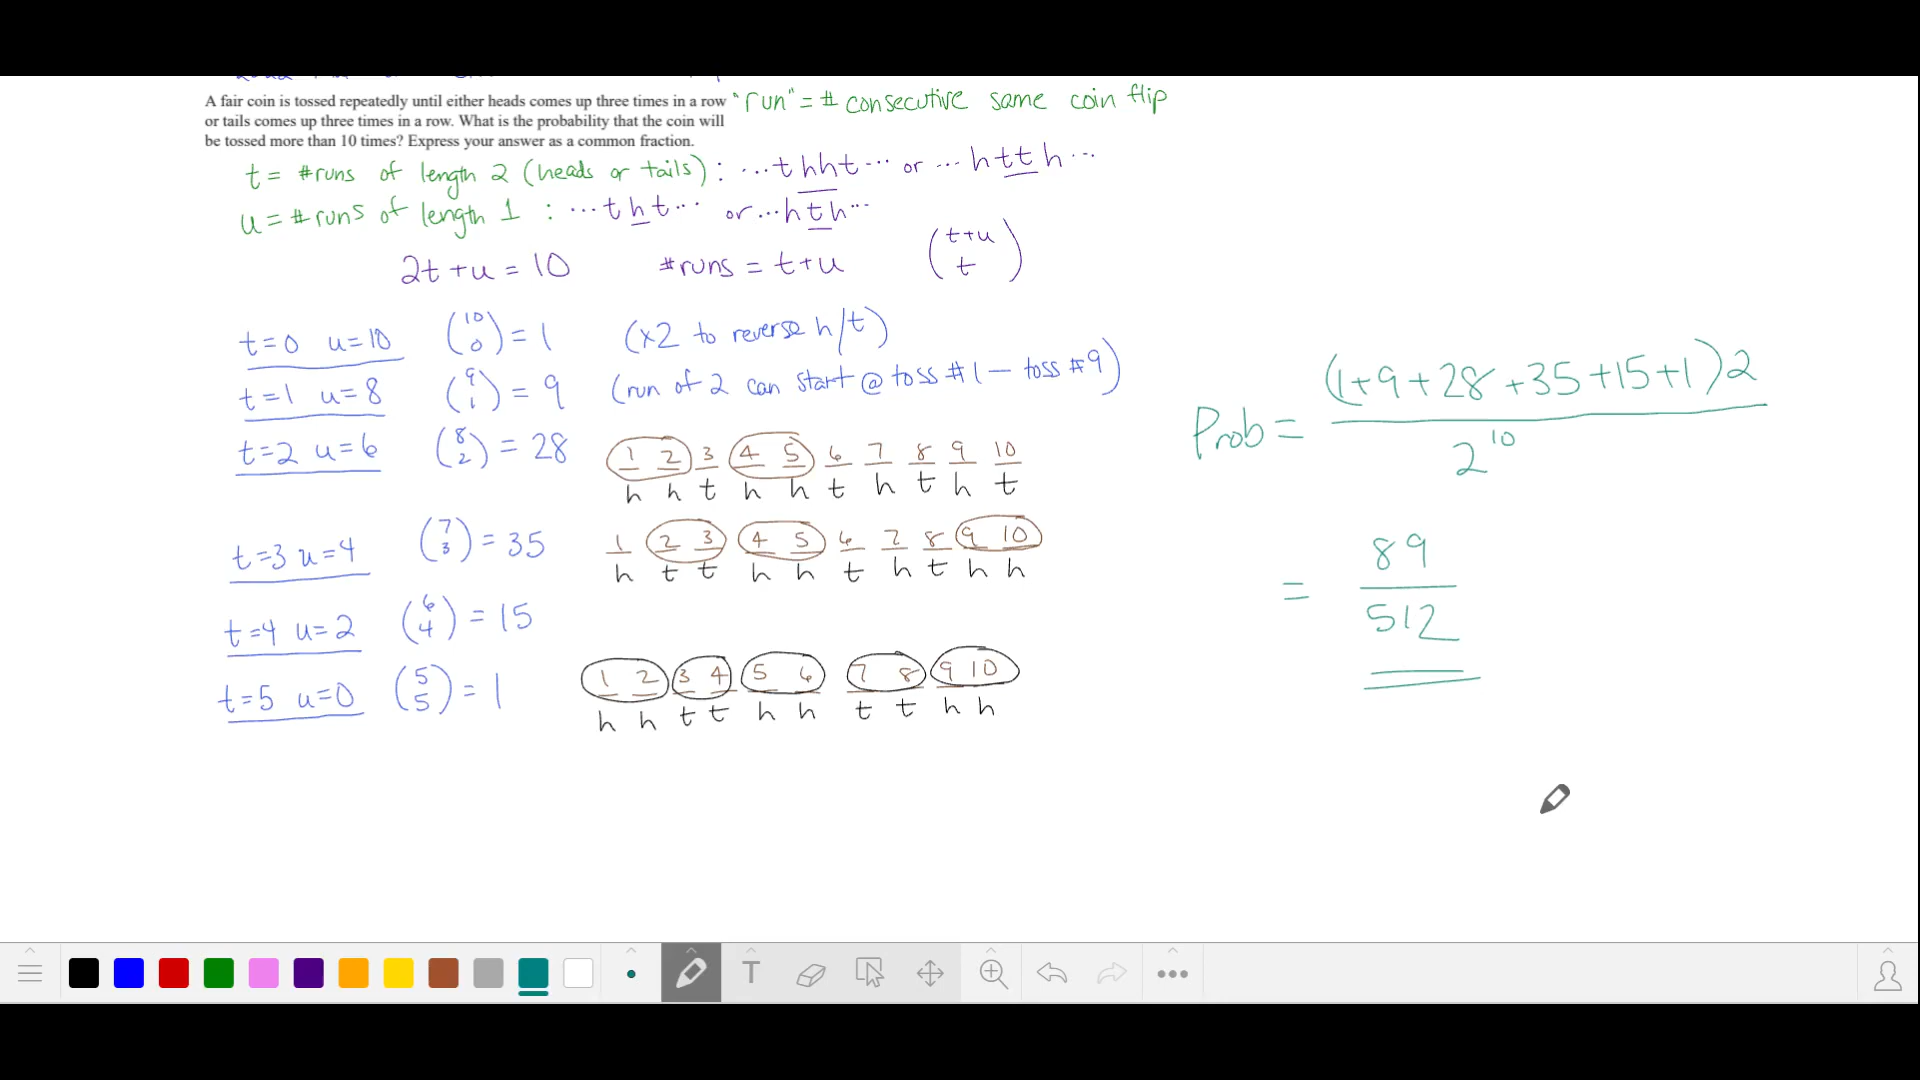 A fair coin is tossed repeatedly until either heads comes up three times in a row
or tails comes up three times in a row. What is the probability that the coin will
be tossed more than 10 times? Express your answer as a common fraction.
"run" = # consecutive same coin flip
t = #runs of length 2 (heads or tails) : ...t hh t... or ...h tt h...
u = #runs of length 1 : ...t h t... or ...h t h...
2t + u = 10 #runs = t+u (t+u t)
t=0 u=10 (10 0) = 1 (x2 to reverse h/t)
t=1 u=8 (9 1) = 9 (run of 2 can start @ toss #1 – toss #9)
t=2 u=6 (8 2) = 28
1 2 3 4 5 6 7 8 9 10
h h t h h t h t h t
t=3 u=4 (7 3) = 35
1 2 3 4 5 6 7 8 9 10
h t t h h t h t h h
t=4 u=2 (6 4) = 15
t=5 u=0 (5 5) = 1
1 2 3 4 5 6 7 8 9 10
h h t t h h t t h h
Prob = (1+9+28+35+15+1)2
2^10
= 89
512
T